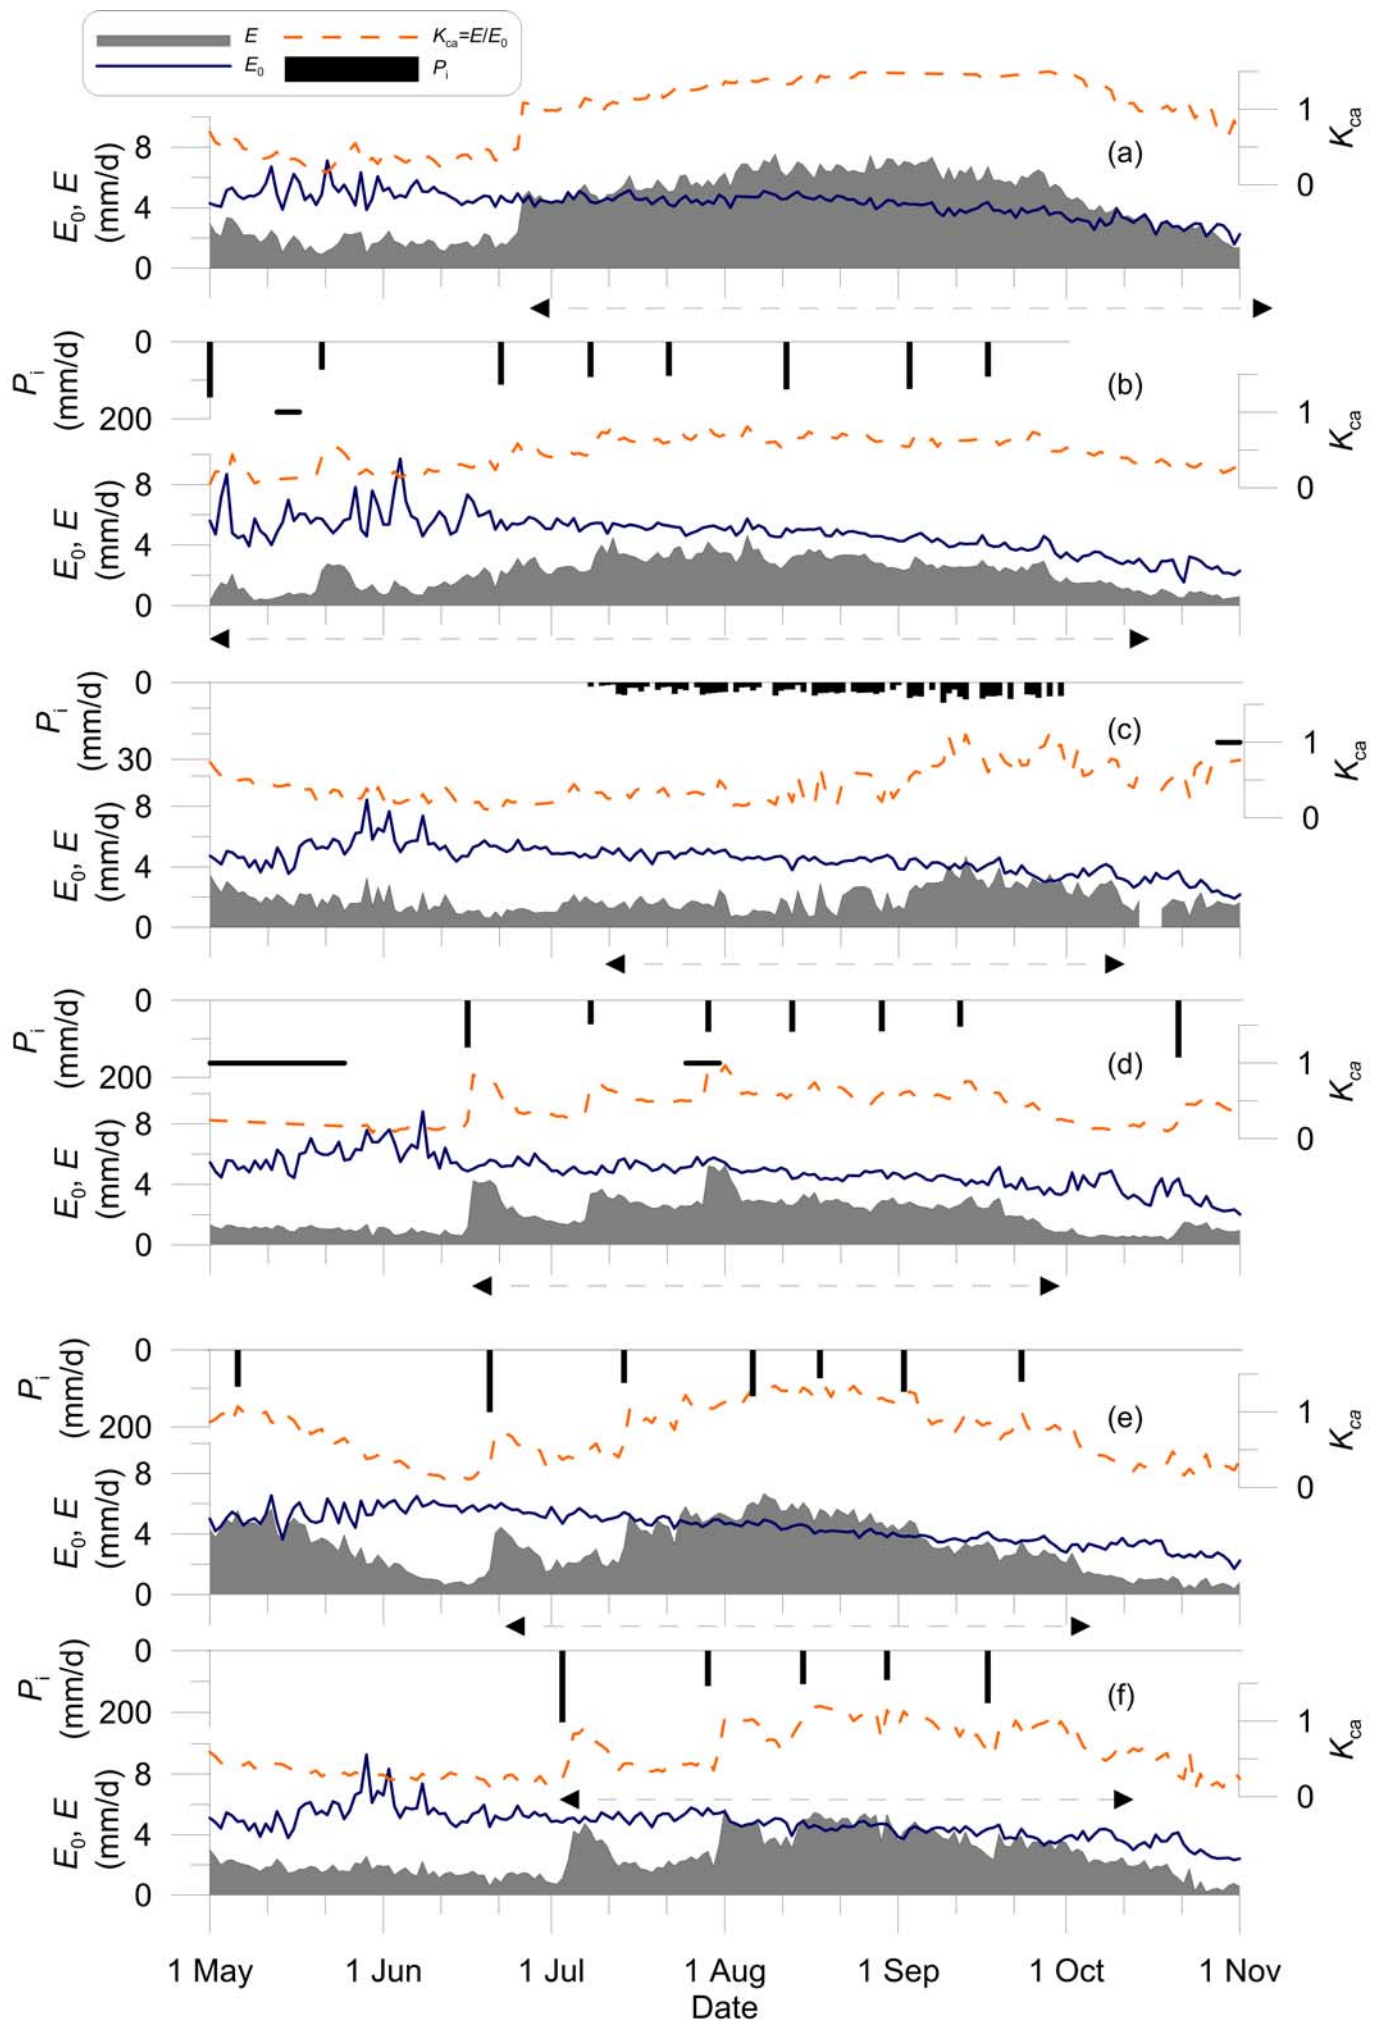 E
K_ca=E/E_0
E_0
P_i
(a)
E_0, E
(mm/d)
8
4
0
1
0
K_ca
P_i
(mm/d)
0
200
(b)
E_0, E
(mm/d)
8
4
0
1
0
K_ca
P_i
(mm/d)
0
30
(c)
E_0, E
(mm/d)
8
4
0
1
0
K_ca
P_i
(mm/d)
0
200
(d)
E_0, E
(mm/d)
8
4
0
1
0
K_ca
P_i
(mm/d)
0
200
(e)
E_0, E
(mm/d)
8
4
0
1
0
K_ca
P_i
(mm/d)
0
200
(f)
E_0, E
(mm/d)
8
4
0
1
0
K_ca
1 May 1 Jun 1 Jul 1 Aug 1 Sep 1 Oct 1 Nov
Date